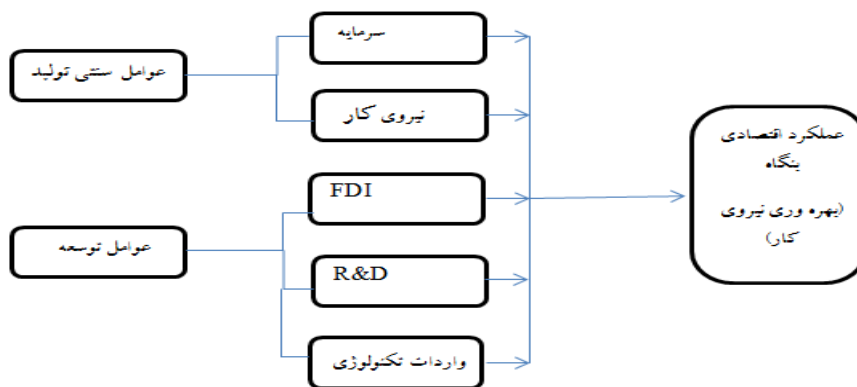 عوامل سنتی تولید
سرمایه
نیروی کار
عوامل توسعه
FDI
R&D
واردات تکنولوژی
عملکرد اقتصادی
بنگاه
(بهره وری نیروی
کار)